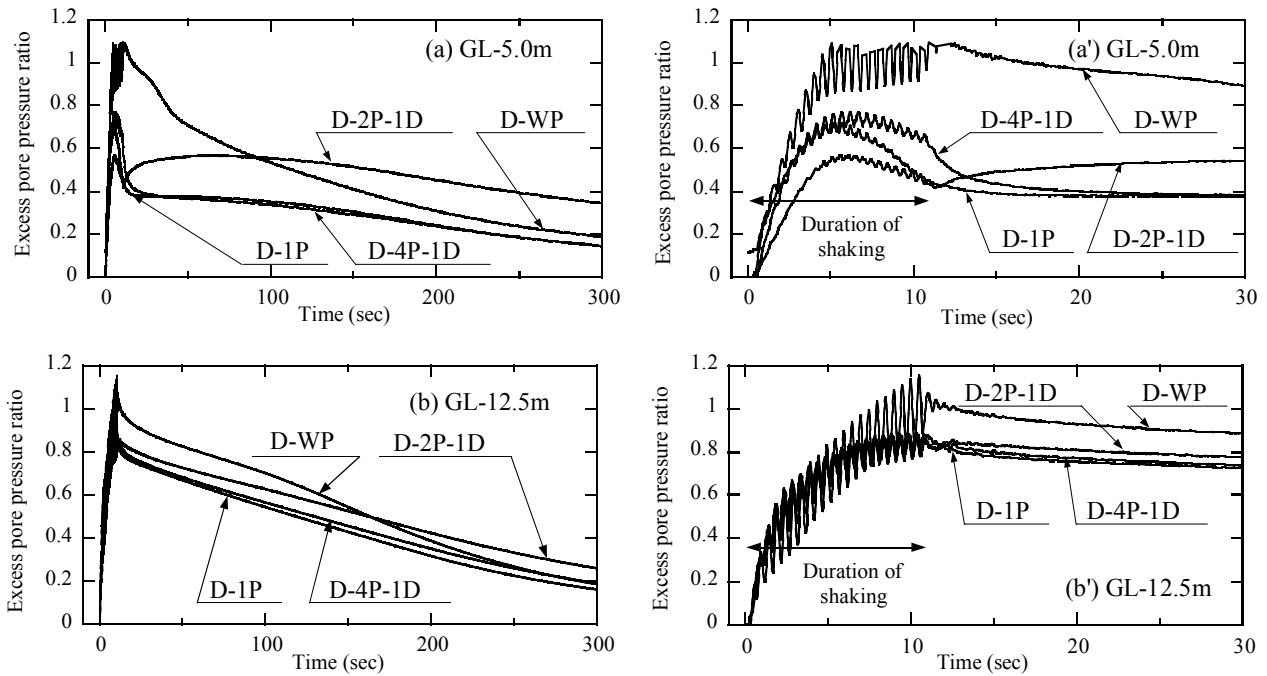 Excess pore pressure ratio
1.2
1
0.8
0.6
0.4
0.2
0
(a) GL-5.0m
D-2P-1D
D-WP
D-1P
D-4P-1D
0
100
200
300
Time (sec)
Excess pore pressure ratio
1.2
1
0.8
0.6
0.4
0.2
0
(a') GL-5.0m
D-4P-1D
D-WP
Duration of
shaking
D-1P
D-2P-1D
0
10
20
30
Time (sec)
Excess pore pressure ratio
1.2
1
0.8
0.6
0.4
0.2
0
(b) GL-12.5m
D-WP
D-2P-1D
D-1P
D-4P-1D
0
100
200
300
Time (sec)
Excess pore pressure ratio
1.2
1
0.8
0.6
0.4
0.2
0
D-2P-1D
D-WP
D-1P
D-4P-1D
Duration of
shaking
(b') GL-12.5m
0
10
20
30
Time (sec)